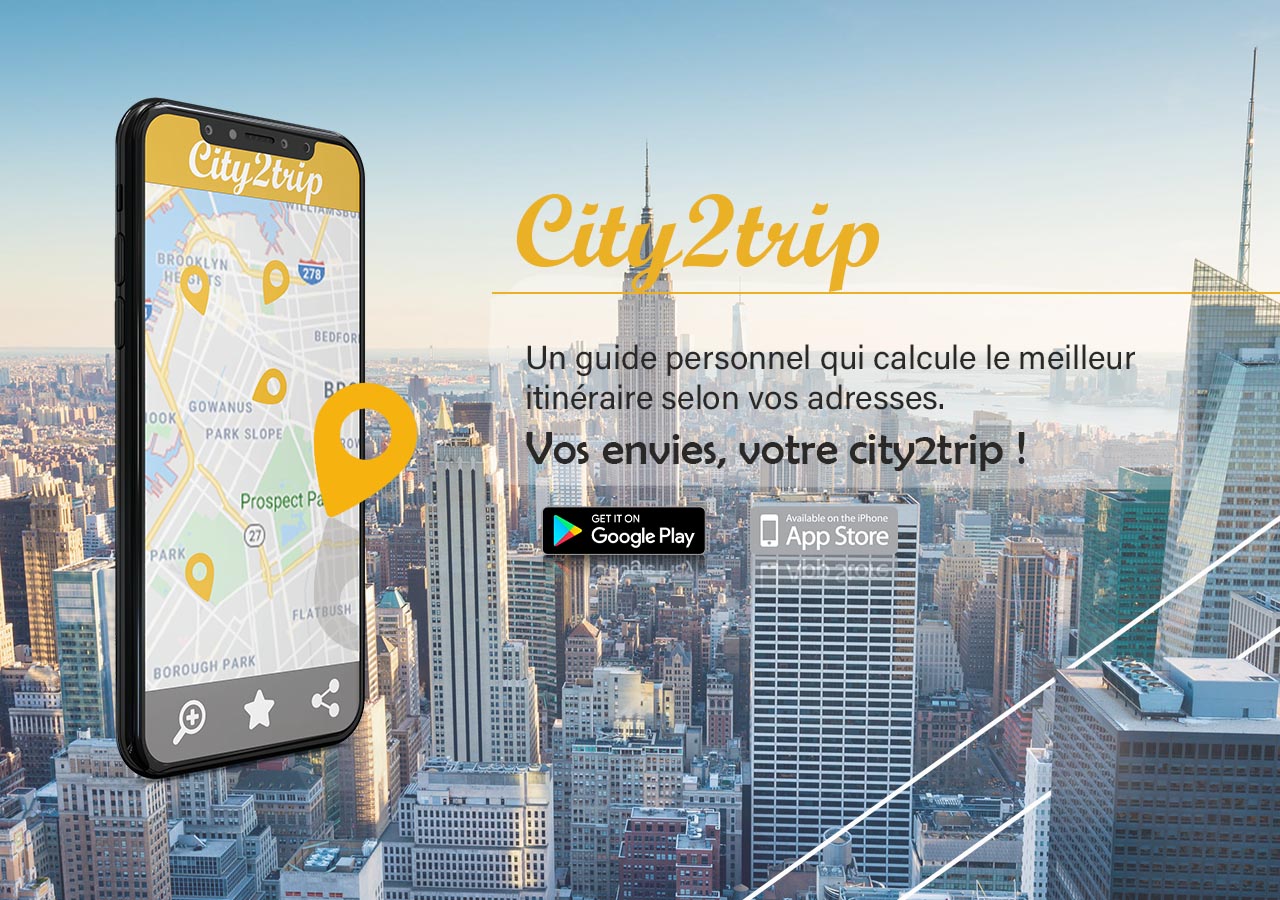 City2trip
WILLIAMSBU
BROOKLYN
HEIGHTS
278
BEDFOR
GOWANUS
PARK SLOPE
Prospect Pa
27
PARK
FLATBUSH
BOROUGH PARK
City2trip
Un guide personnel qui calcule le meilleur
itinéraire selon vos adresses.
Vos envies, votre city2trip !
GET IT ON
Google Play
Available on the iPhone
App Store